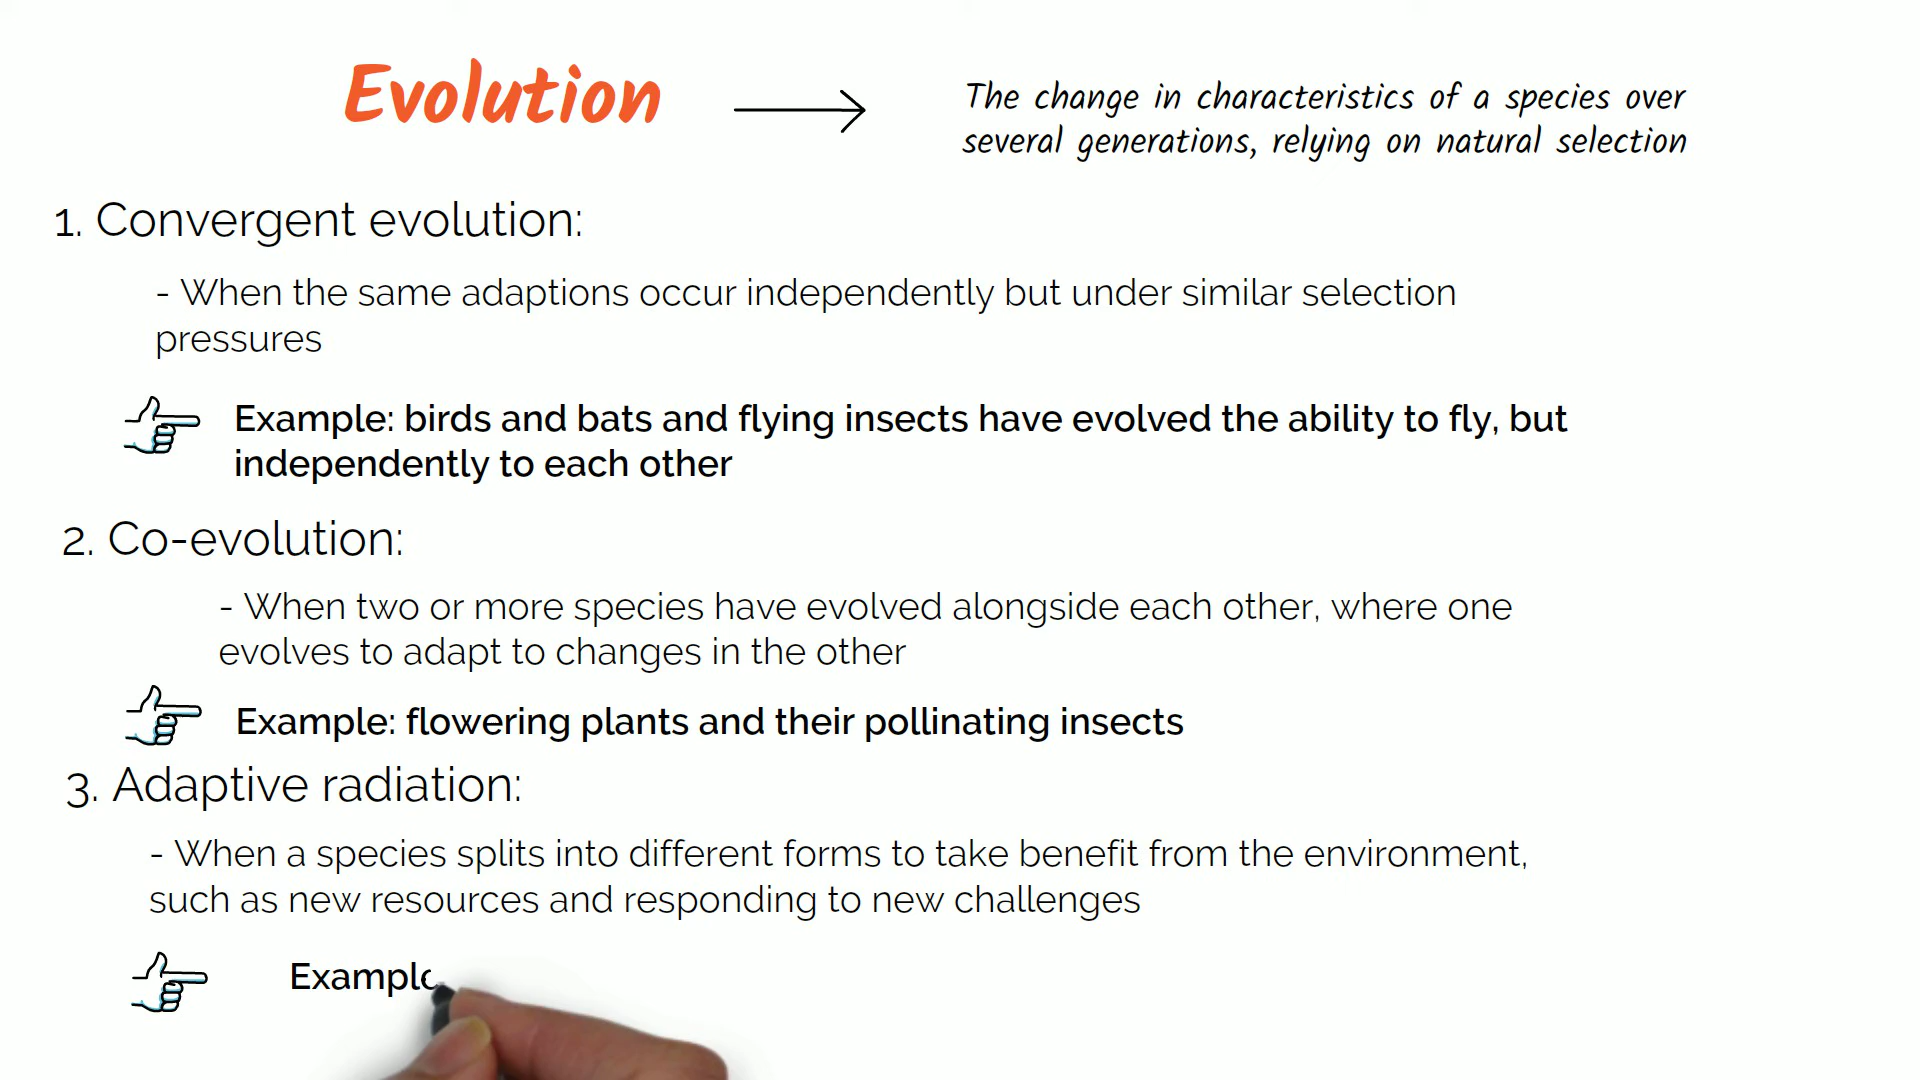 Evolution
The change in characteristics of a species over
several generations, relying on natural selection
1. Convergent evolution:
- When the same adaptions occur independently but under similar selection
pressures
Example: birds and bats and flying insects have evolved the ability to fly, but
independently to each other
2. Co-evolution:
- When two or more species have evolved alongside each other, where one
evolves to adapt to changes in the other
Example: flowering plants and their pollinating insects
3. Adaptive radiation:
- When a species splits into different forms to take benefit from the environment,
such as new resources and responding to new challenges
Example